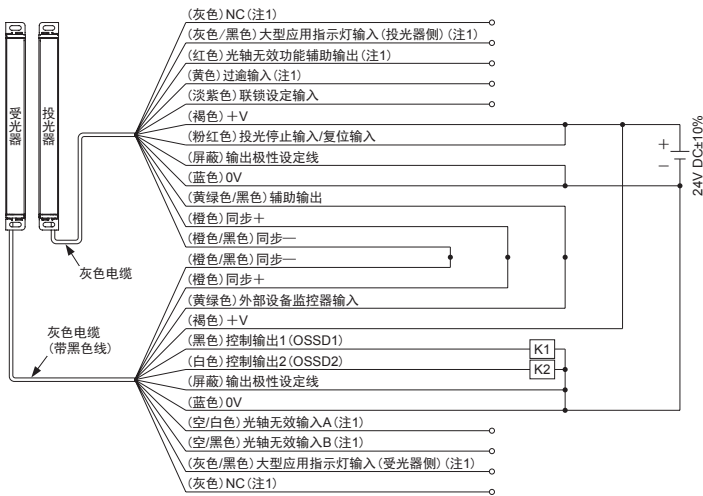 受光器
投光器
灰色电缆
灰色电缆
(带黑色线)
(灰色)NC(注1)
(灰色/黑色)大型应用指示灯输入(投光器侧)(注1)
(红色)光轴无效功能辅助输出(注1)
(黄色)过逾输入(注1)
(淡紫色)联锁设定输入
(褐色)+V
(粉红色)投光停止输入/复位输入
(屏蔽)输出极性设定线
(蓝色)0V
(黄绿色/黑色)辅助输出
(橙色)同步+
(橙色/黑色)同步—
(橙色/黑色)同步—
(橙色)同步+
(黄绿色)外部设备监控器输入
(褐色)+V
(黑色)控制输出1(OSSD1)
(白色)控制输出2(OSSD2)
(屏蔽)输出极性设定线
(蓝色)0V
(空/白色)光轴无效输入A(注1)
(空/黑色)光轴无效输入B(注1)
(灰色/黑色)大型应用指示灯输入(受光器侧)(注1)
(灰色)NC(注1)
K1
K2
+
−
24V DC±10%